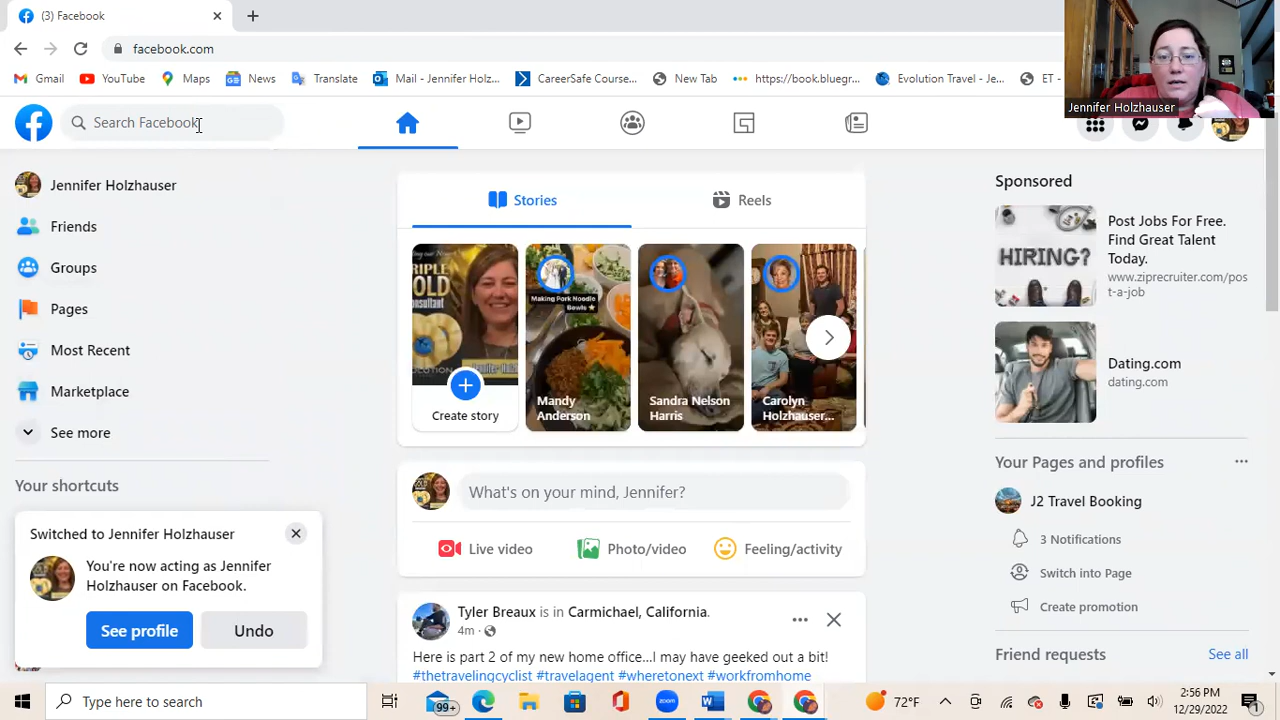 (3) Facebook
facebook.com
Gmail
YouTube
Maps
News
Translate
Mail - Jennifer Holz...
CareerSafe Course...
New Tab
https://book.bluegr...
Evolution Travel - Je...
ET -
Jennifer Holzhauser
Search Facebook
Jennifer Holzhauser
Friends
Groups
Pages
Most Recent
Marketplace
See more
Your shortcuts
Switched to Jennifer Holzhauser
You're now acting as Jennifer
Holzhauser on Facebook.
See profile
Undo
Stories
Reels
Create story
Making Pork Noodle
Bowls
Mandy
Anderson
Sandra Nelson
Harris
Carolyn
Holzhauser...
What's on your mind, Jennifer?
Live video
Photo/video
Feeling/activity
Tyler Breaux is in Carmichael, California.
4m
Here is part 2 of my new home office...I may have geeked out a bit!
#thetravelingcyclist #travelagent #wheretonext #workfromhome
Sponsored
HIRING?
Post Jobs For Free.
Find Great Talent
Today.
www.ziprecruiter.com/pos
t-a-job
Dating.com
dating.com
Your Pages and profiles
J2 Travel Booking
3 Notifications
Switch into Page
Create promotion
Friend requests
See all
Type here to search
99+
zoom
72°F
2:56 PM
12/29/2022
1